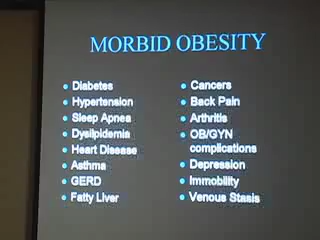 MORBID OBESITY
Diabetes
Hypertension
Sleep Apnea
Dyslipidemia
Heart Disease
Asthma
GERD
Fatty Liver
Cancers
Back Pain
Arthritis
OB/GYN
complications
Depression
Immobility
Venous Stasis